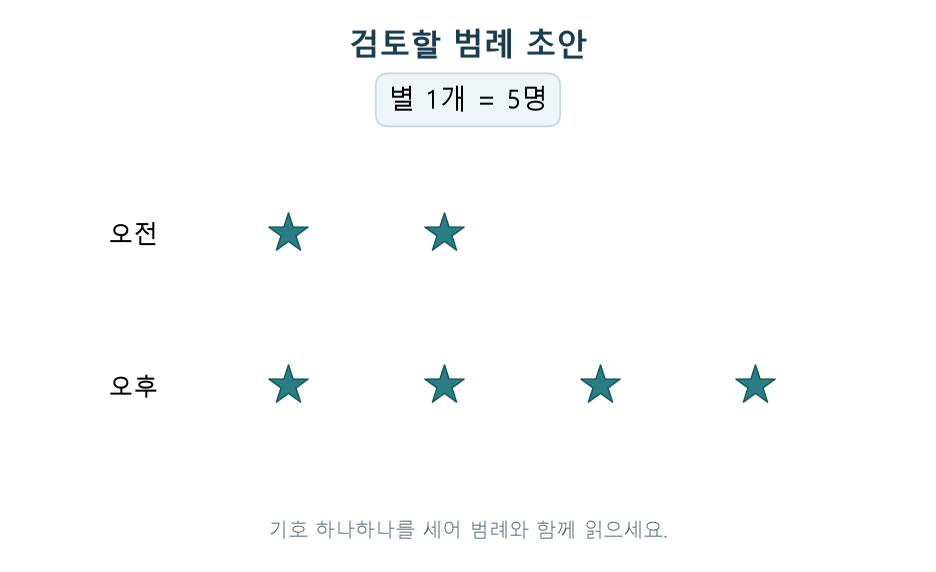 검토할 범례 초안
별 1개 = 5명
오전
오후
기호 하나하나를 세어 범례와 함께 읽으세요.